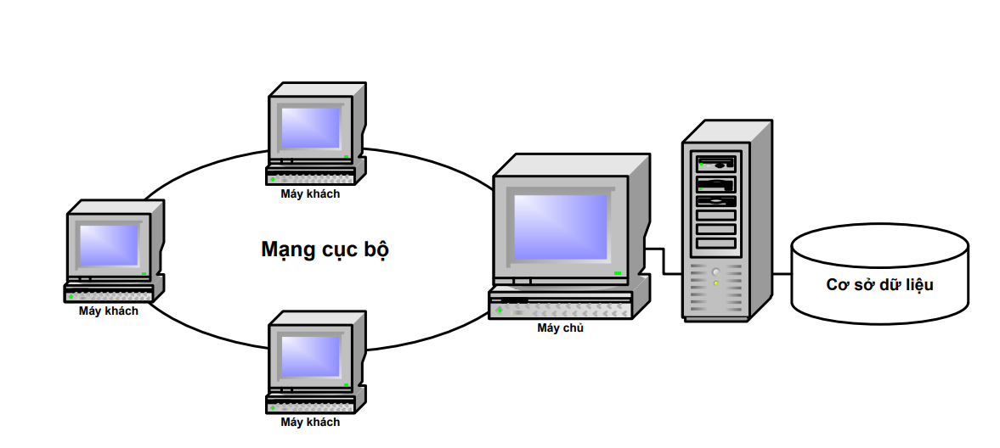 Máy khách
Mạng cục bộ
Cơ sở dữ liệu
Máy khách
Máy chủ
Máy khách